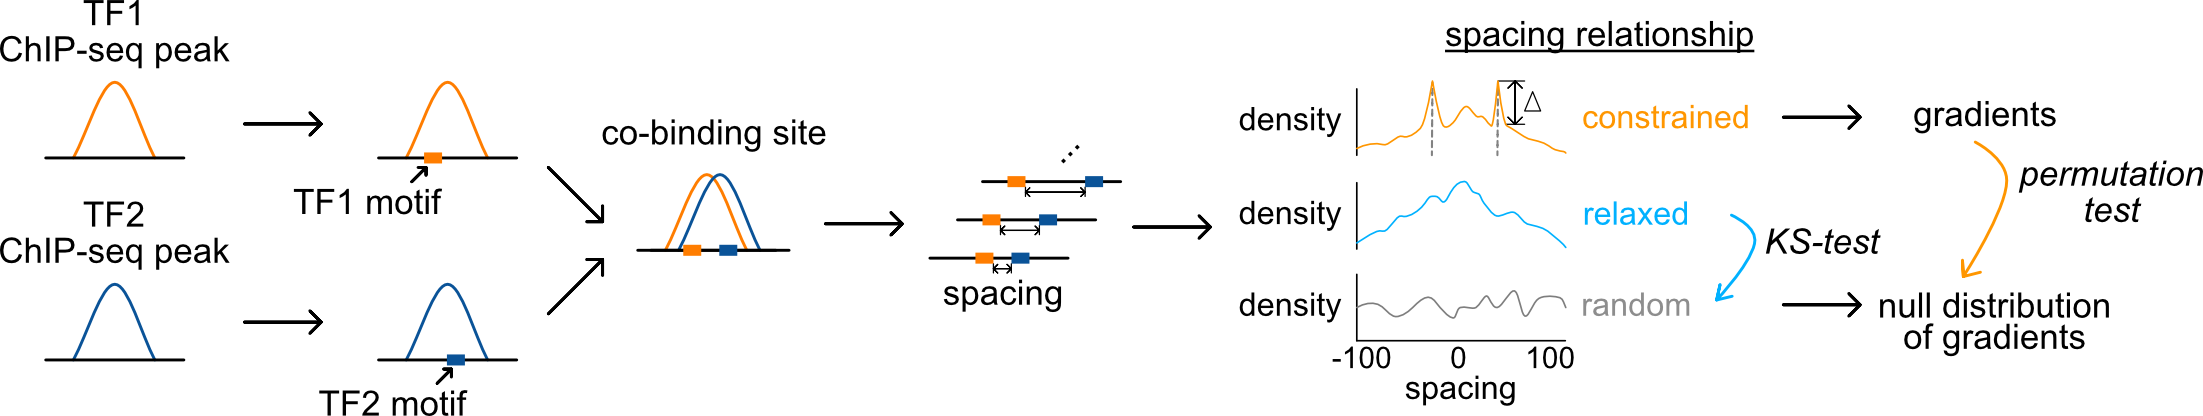 TF1
ChIP-seq peak
TF1 motif
TF2
ChIP-seq peak
TF2 motif
co-binding site
spacing
spacing relationship
density
Δ
constrained
gradients
permutation
test
density
relaxed
KS-test
density
random
null distribution
of gradients
-100 0 100
spacing